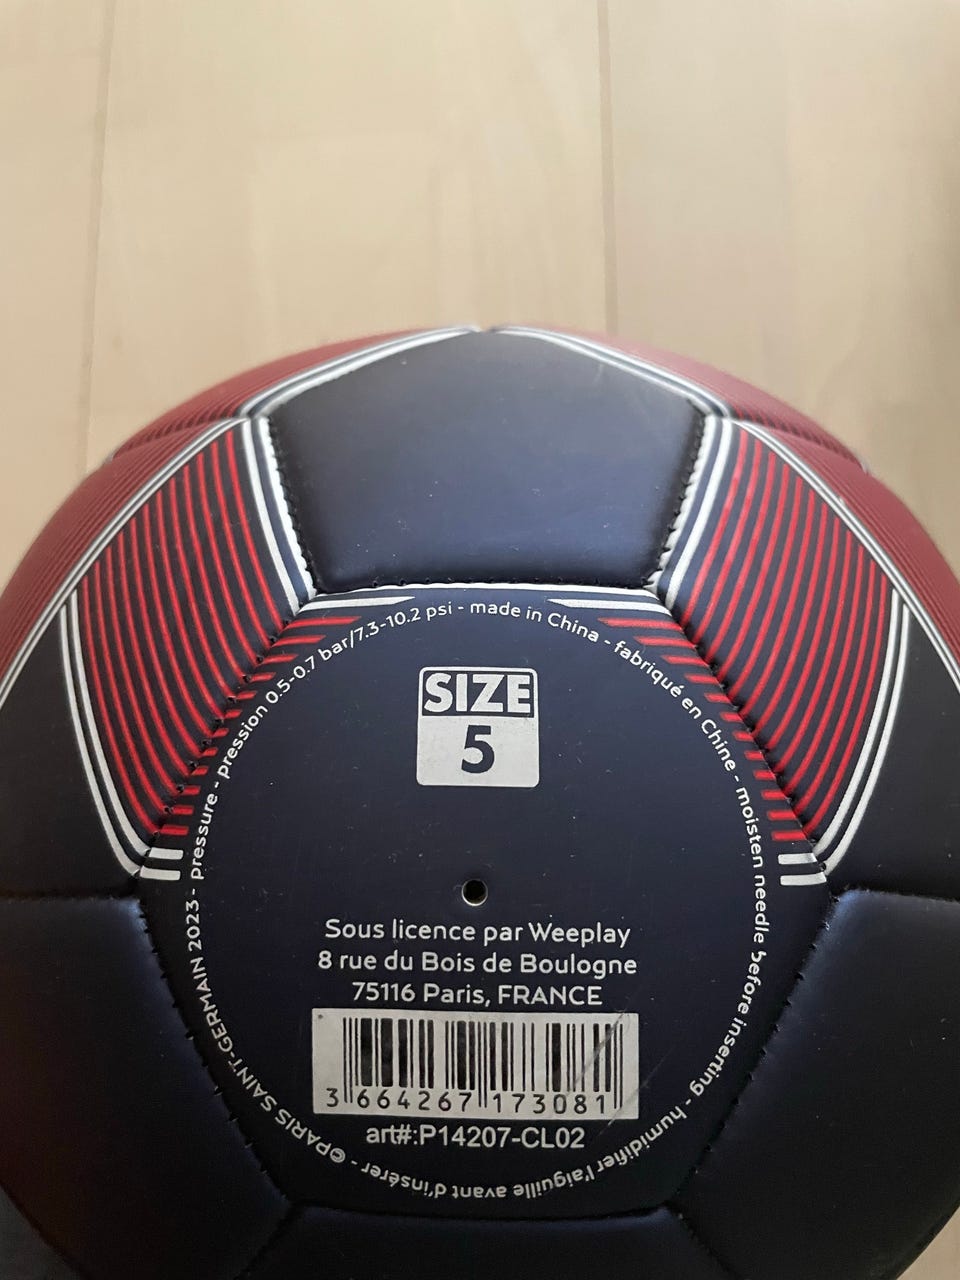 ©PARIS SAINT-GERMAIN 2023 - pressure - pression 0.5-0.7 bar/7.3-10.2 psi - made in China - fabriqué en Chine - moisten needle before inserting - humidifier l'aiguille avant d'insérer -
SIZE
5
Sous licence par Weeplay
8 rue du Bois de Boulogne
75116 Paris, FRANCE
3 664267 173081
art#:P14207-CL02